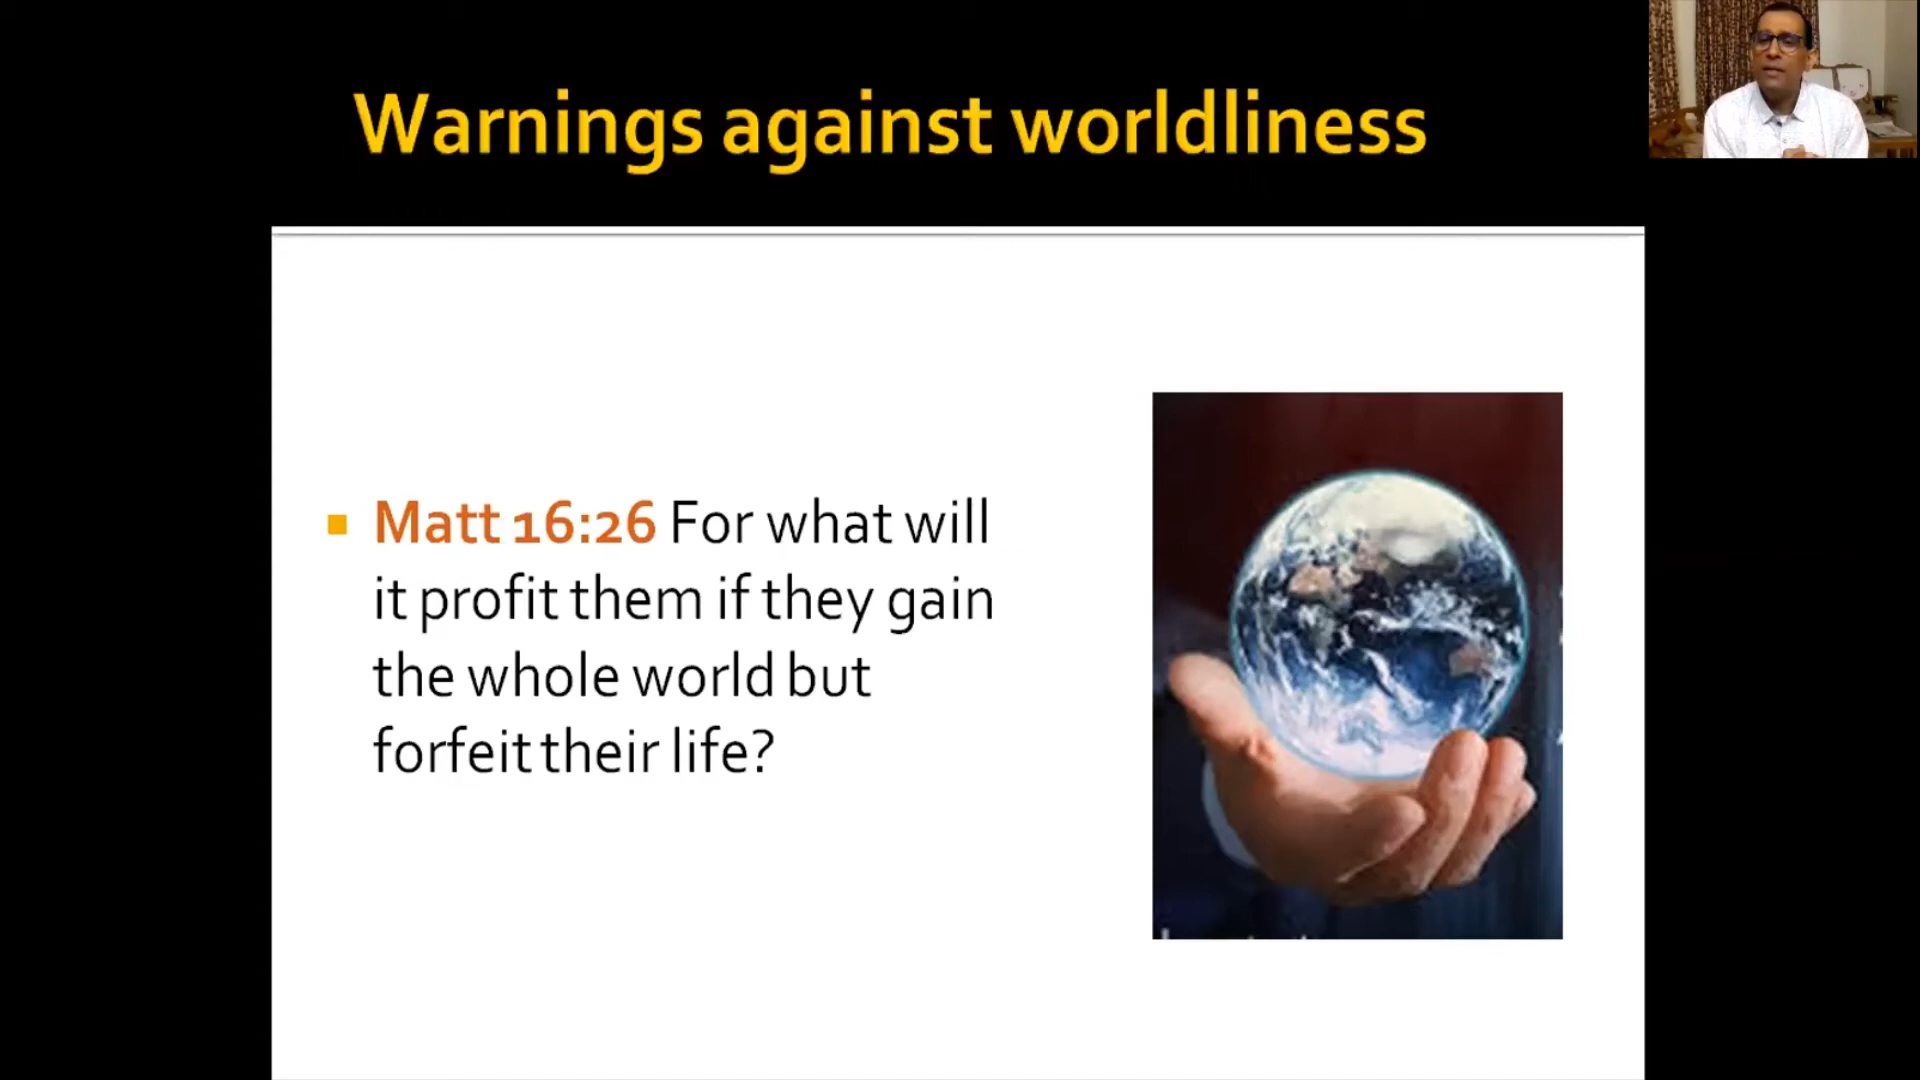 Warnings against worldliness
Matt 16:26 For what will
it profit them if they gain
the whole world but
forfeit their life?